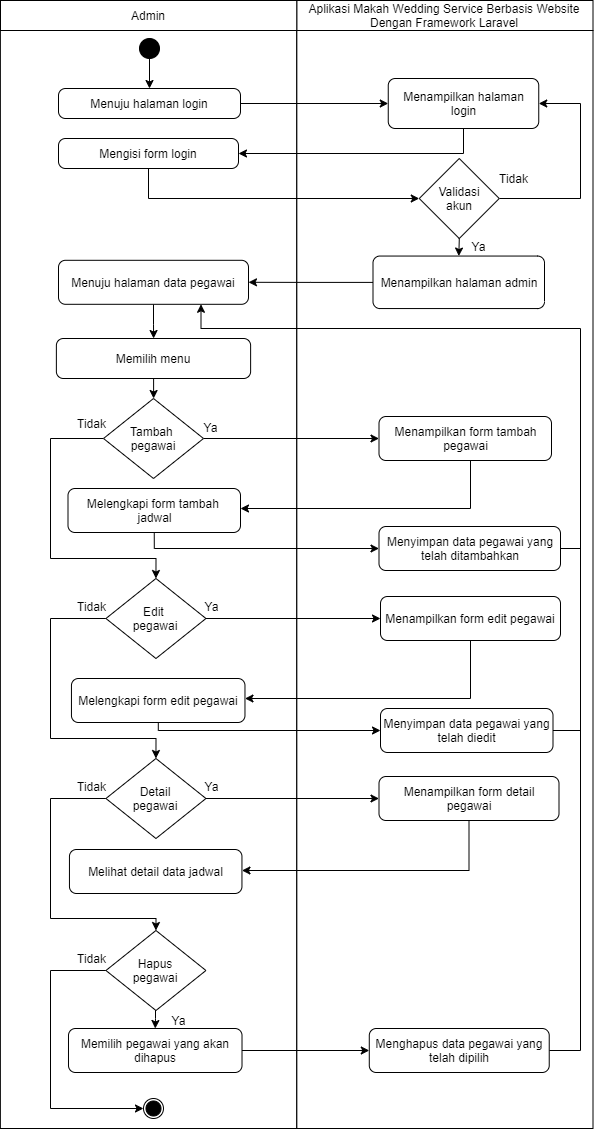 Admin
Aplikasi Makah Wedding Service Berbasis Website
Dengan Framework Laravel
Menuju halaman login
Menampilkan halaman
login
Mengisi form login
Validasi
akun
Tidak
Ya
Menuju halaman data pegawai
Menampilkan halaman admin
Memilih menu
Tidak
Tambah
pegawai
Ya
Menampilkan form tambah
pegawai
Melengkapi form tambah
jadwal
Menyimpan data pegawai yang
telah ditambahkan
Tidak
Edit
pegawai
Ya
Menampilkan form edit pegawai
Melengkapi form edit pegawai
Menyimpan data pegawai yang
telah diedit
Tidak
Detail
pegawai
Ya
Menampilkan form detail
pegawai
Melihat detail data jadwal
Tidak
Hapus
pegawai
Ya
Memilih pegawai yang akan
dihapus
Menghapus data pegawai yang
telah dipilih